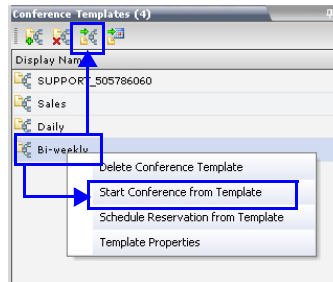 Conference Templates (4)
Display Name
SUPPORT_505786060
Sales
Daily
Bi-weekly
Delete Conference Template
Start Conference from Template
Schedule Reservation from Template
Template Properties